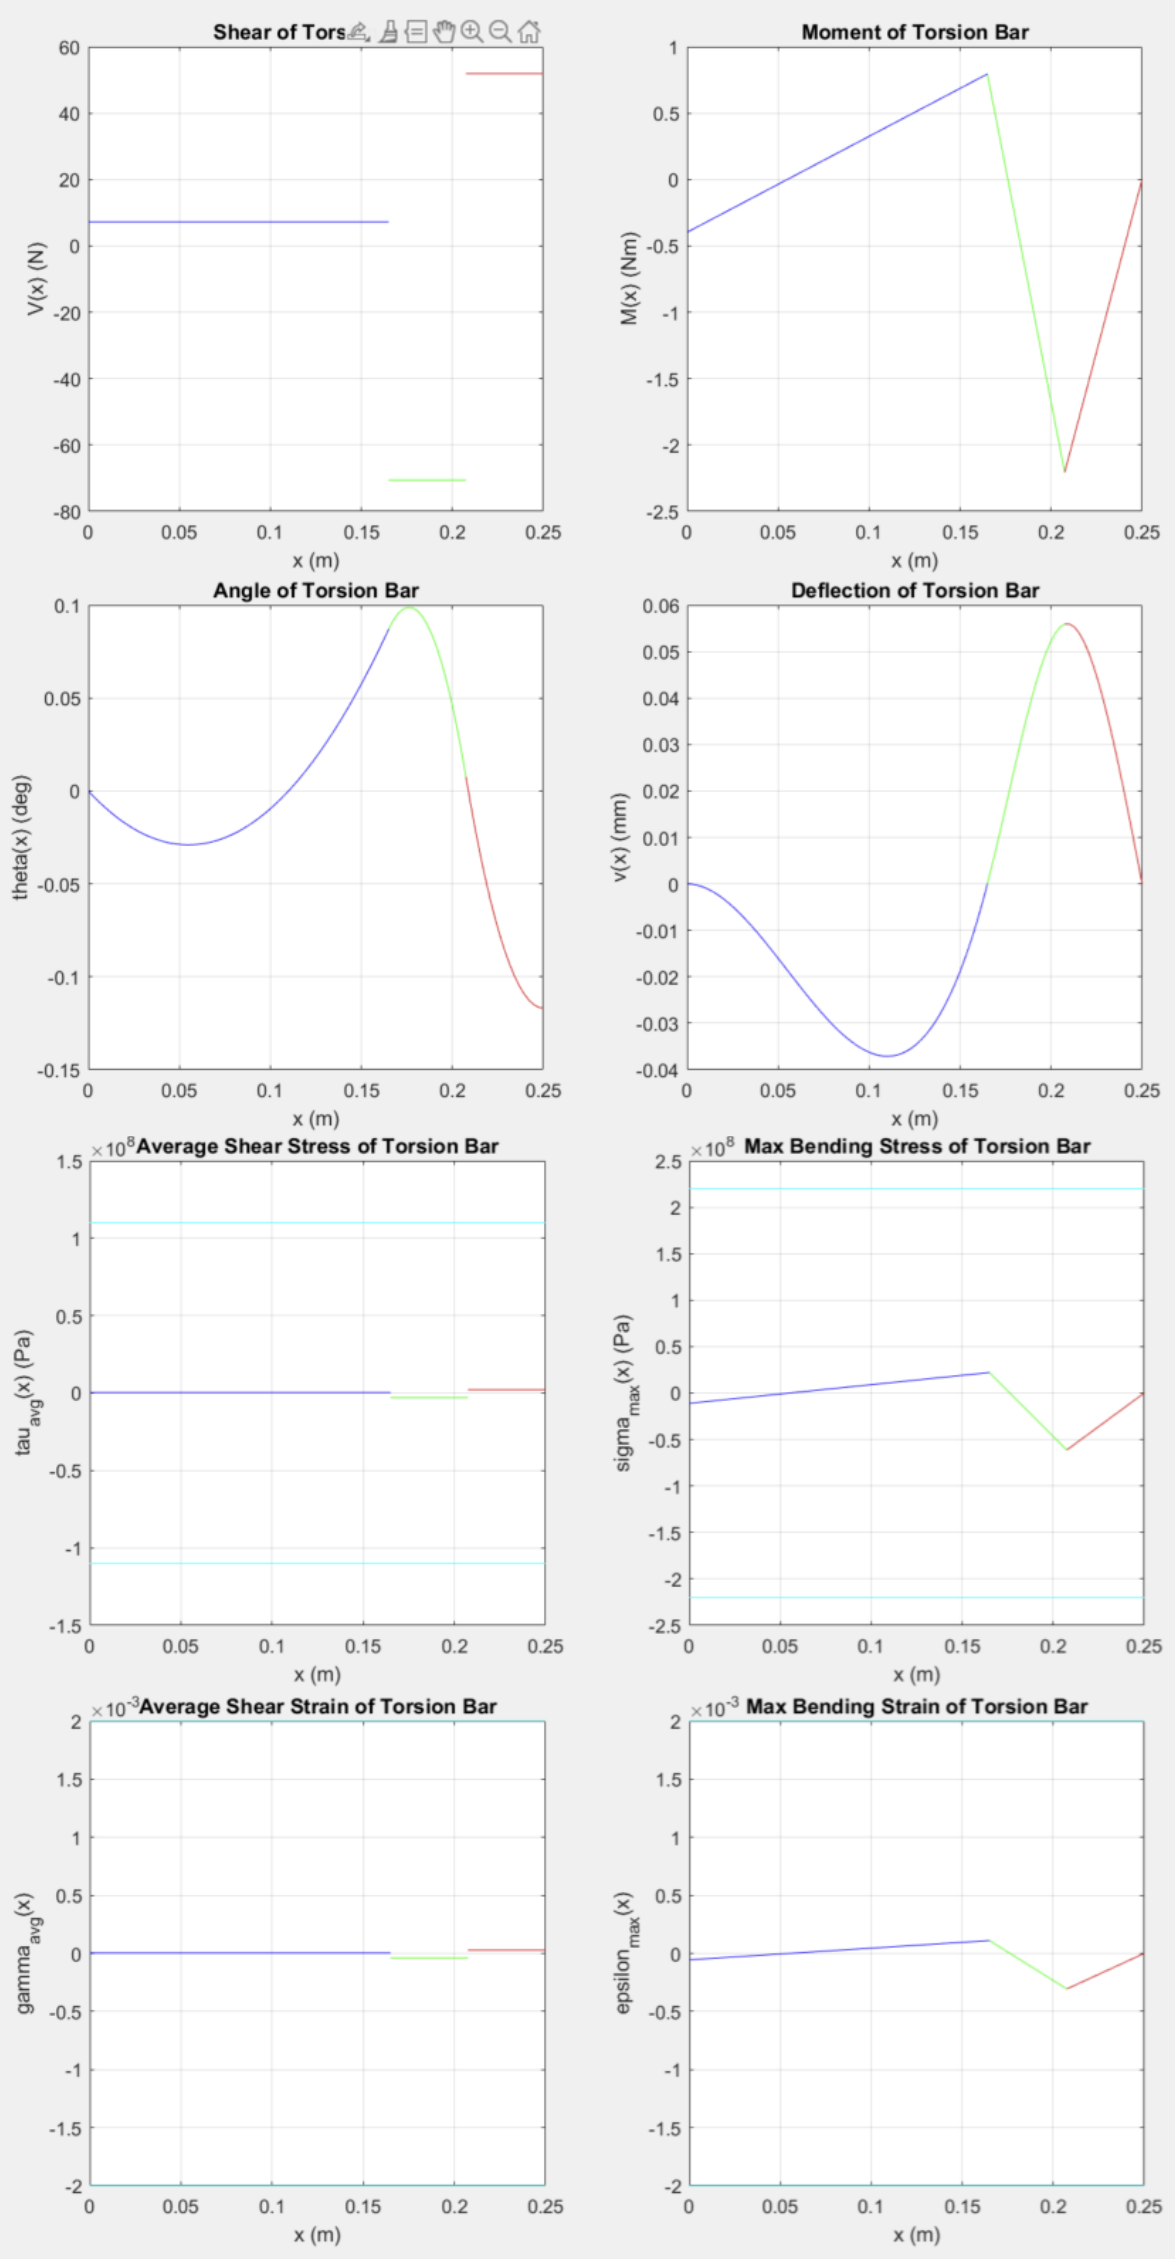 Shear of Tors
60
40
20
0
-20
-40
-60
-80
V(x) (N)
0 0.05 0.1 0.15 0.2 0.25
x (m)
Moment of Torsion Bar
1
0.5
0
-0.5
-1
-1.5
-2
-2.5
M(x) (Nm)
0 0.05 0.1 0.15 0.2 0.25
x (m)
Angle of Torsion Bar
0.1
0.05
0
-0.05
-0.1
-0.15
theta(x) (deg)
0 0.05 0.1 0.15 0.2 0.25
x (m)
Deflection of Torsion Bar
0.06
0.05
0.04
0.03
0.02
0.01
0
-0.01
-0.02
-0.03
-0.04
v(x) (mm)
0 0.05 0.1 0.15 0.2 0.25
x (m)
×10^8 Average Shear Stress of Torsion Bar
1.5
1
0.5
0
-0.5
-1
-1.5
tau_avg(x) (Pa)
0 0.05 0.1 0.15 0.2 0.25
x (m)
×10^8 Max Bending Stress of Torsion Bar
2.5
2
1.5
1
0.5
0
-0.5
-1
-1.5
-2
-2.5
sigma_max(x) (Pa)
0 0.05 0.1 0.15 0.2 0.25
x (m)
×10^-3 Average Shear Strain of Torsion Bar
2
1.5
1
0.5
0
-0.5
-1
-1.5
-2
gamma_avg(x)
0 0.05 0.1 0.15 0.2 0.25
x (m)
×10^-3 Max Bending Strain of Torsion Bar
2
1.5
1
0.5
0
-0.5
-1
-1.5
-2
epsilon_max(x)
0 0.05 0.1 0.15 0.2 0.25
x (m)